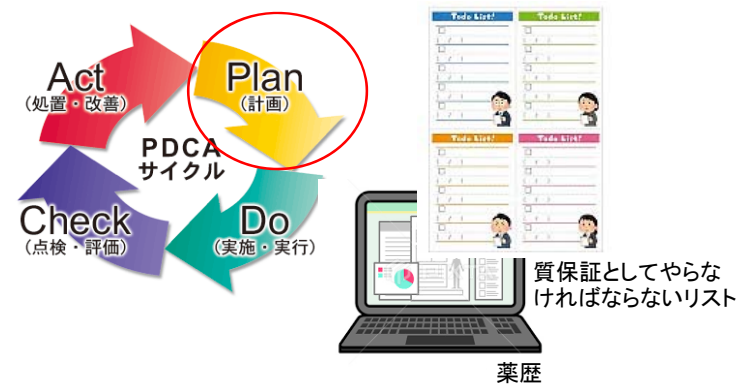 Act
(処置・改善)
Plan
(計画)
PDCA
サイクル
Check
(点検・評価)
Do
(実施・実行)
Todo List!
Todo List!
Todo List!
Todo List!
質保証としてやらな
ければならないリスト
薬歴